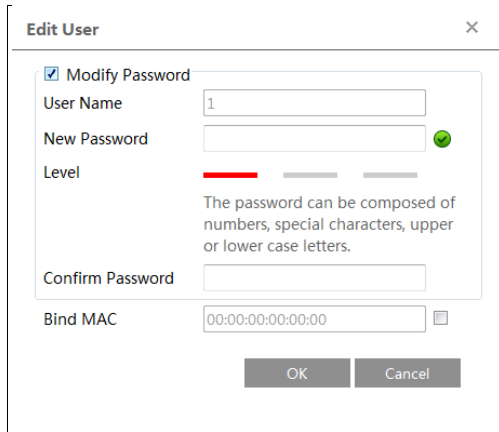 Edit User
Modify Password
User Name 1
New Password
Level
The password can be composed of
numbers, special characters, upper
or lower case letters.
Confirm Password
Bind MAC 00:00:00:00:00:00
OK Cancel